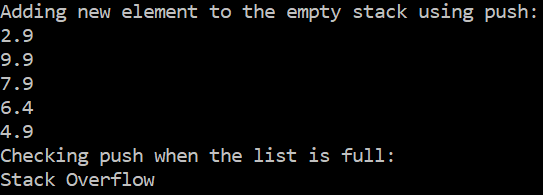 Adding new element to the empty stack using push:
2.9
9.9
7.9
6.4
4.9
Checking push when the list is full:
Stack Overflow